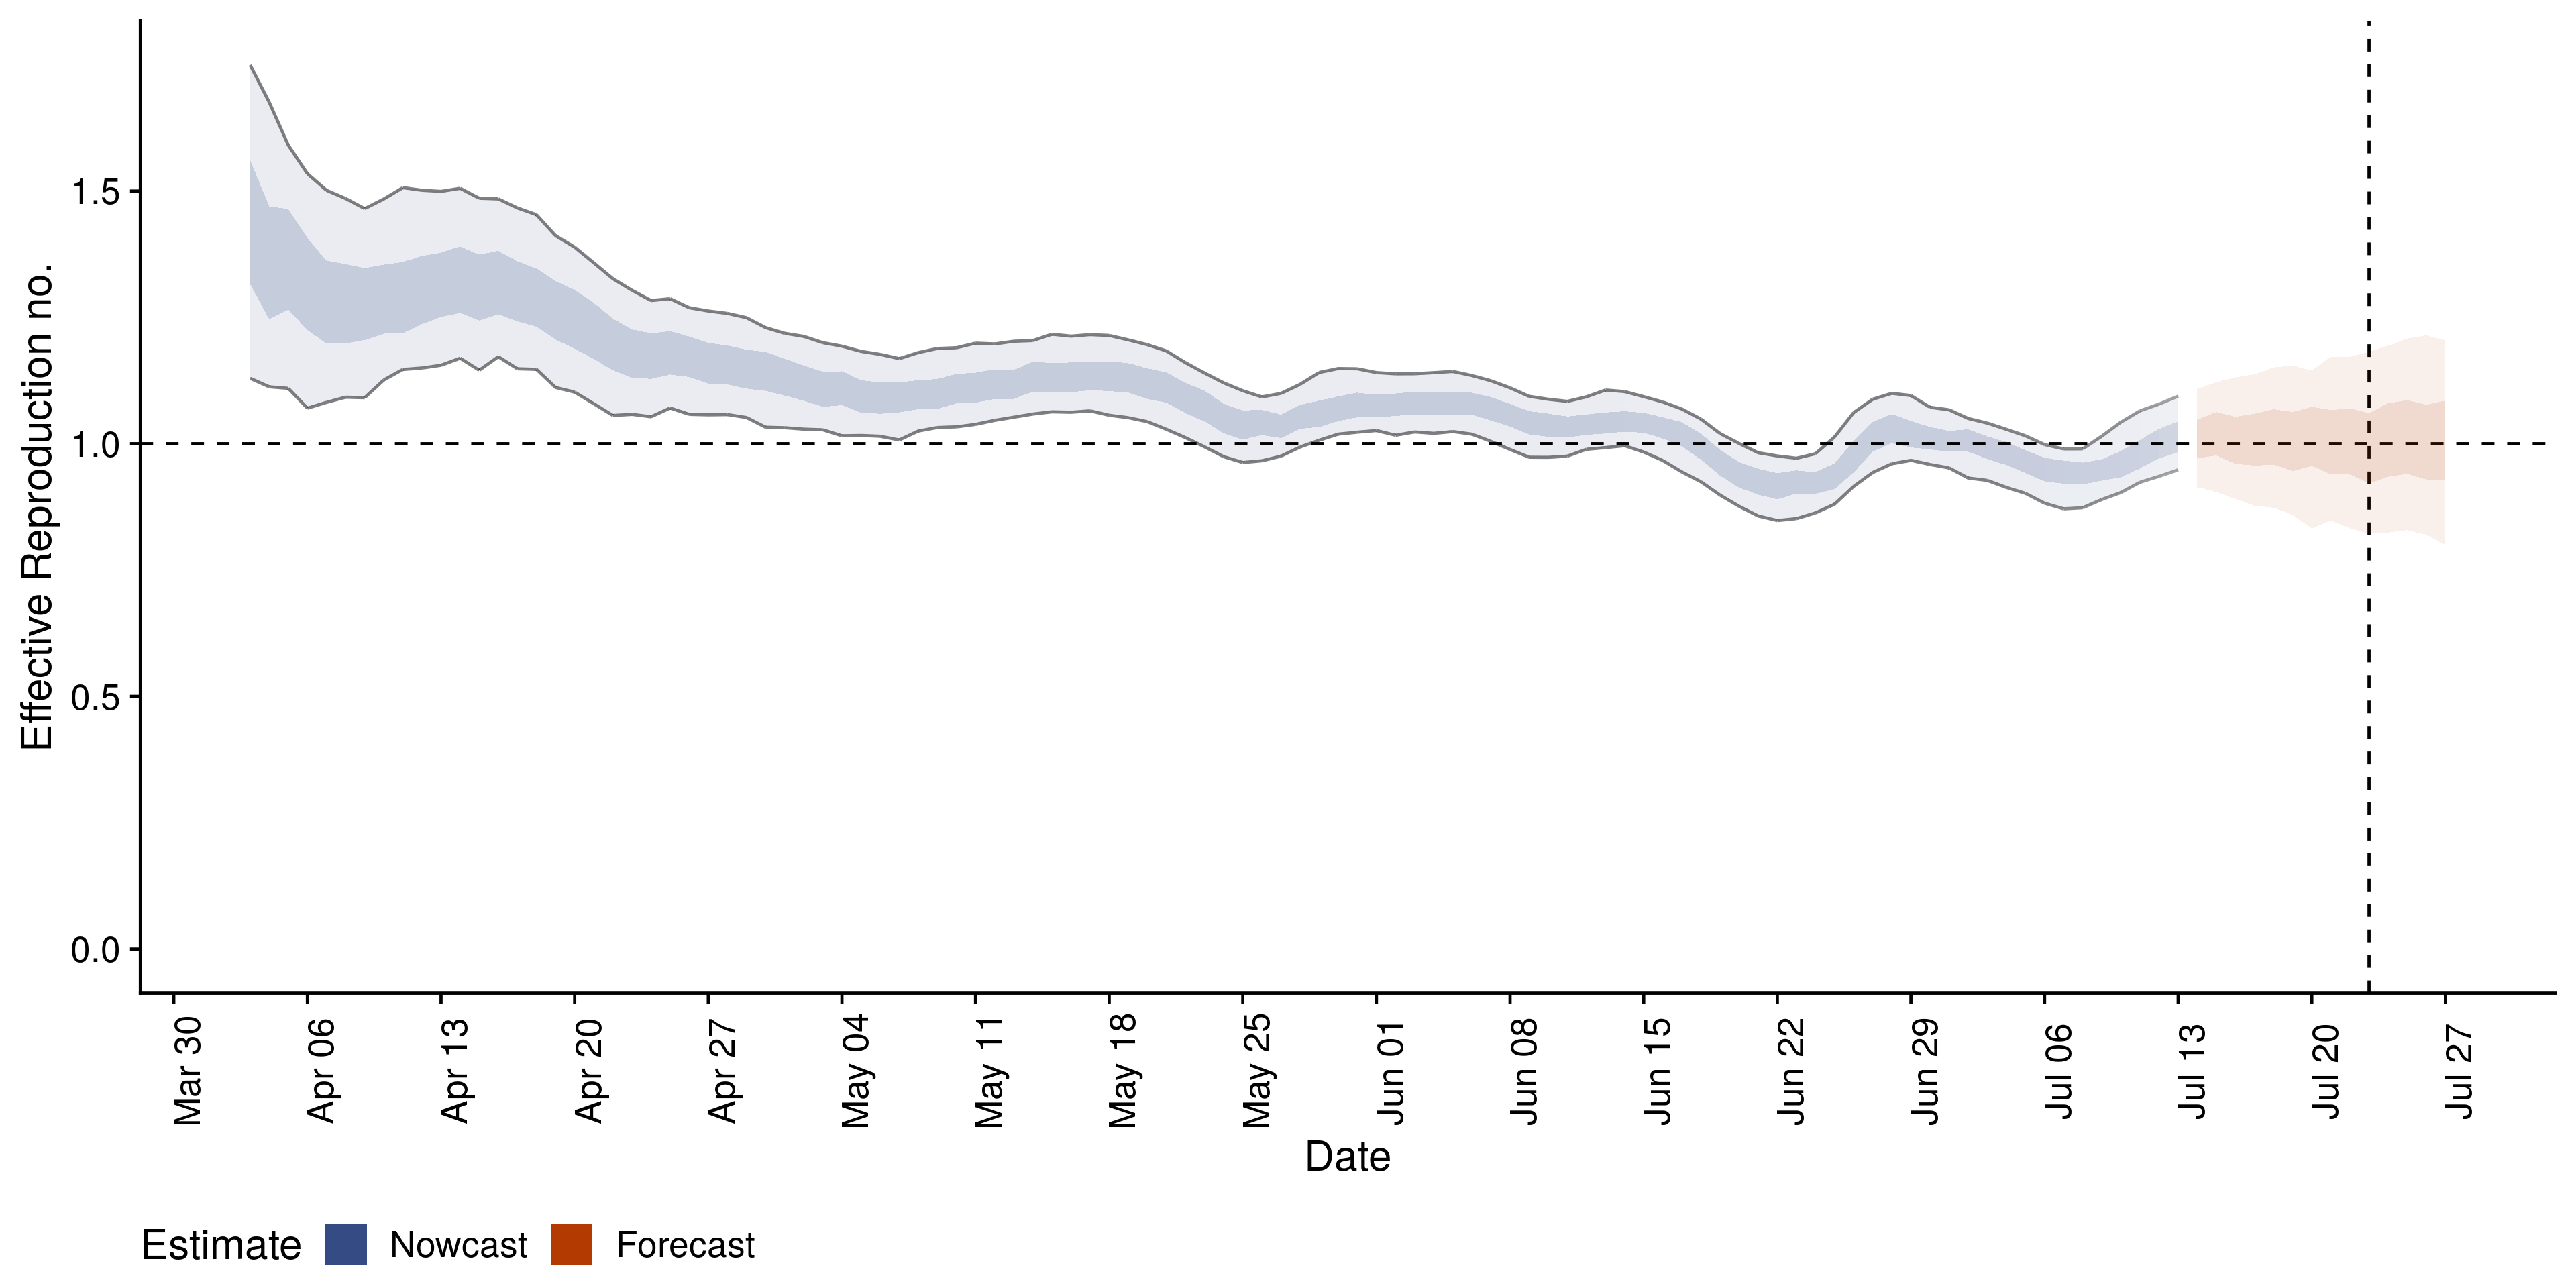 Effective Reproduction no.
1.5
1.0
0.5
0.0
Mar 30
Apr 06
Apr 13
Apr 20
Apr 27
May 04
May 11
May 18
May 25
Jun 01
Jun 08
Jun 15
Jun 22
Jun 29
Jul 06
Jul 13
Jul 20
Jul 27
Date
Estimate Nowcast Forecast